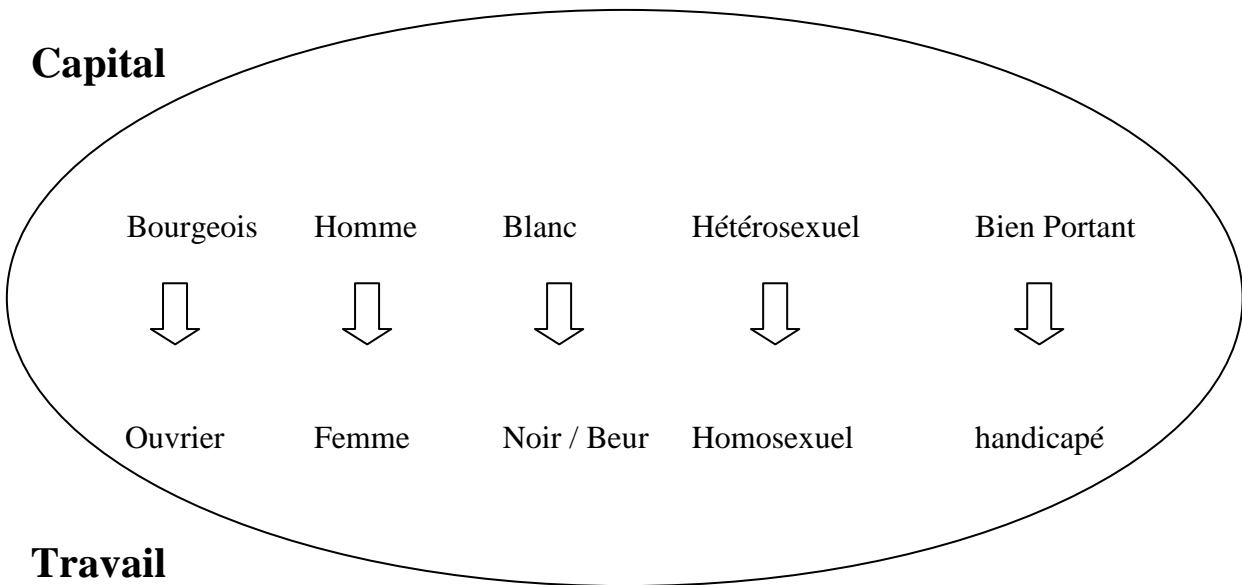 Capital
Bourgeois Homme Blanc Hétérosexuel Bien Portant
Ouvrier Femme Noir / Beur Homosexuel handicapé
Travail